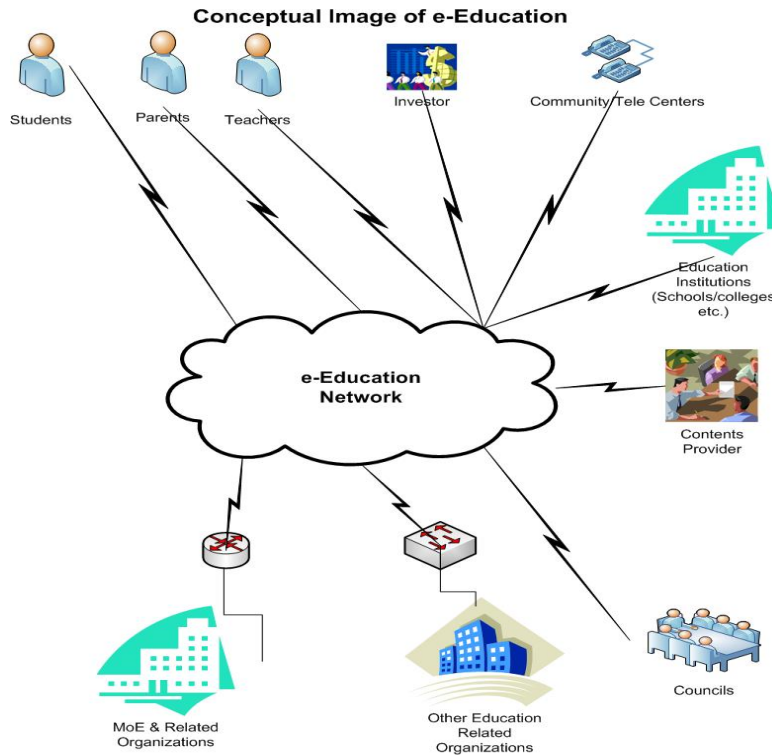 Conceptual Image of e-Education
Students
Parents
Teachers
Investor
Community/Tele Centers
Education
Institutions
(Schools/colleges
etc.)
e-Education
Network
Contents
Provider
MoE & Related
Organizations
Other Education
Related
Organizations
Councils